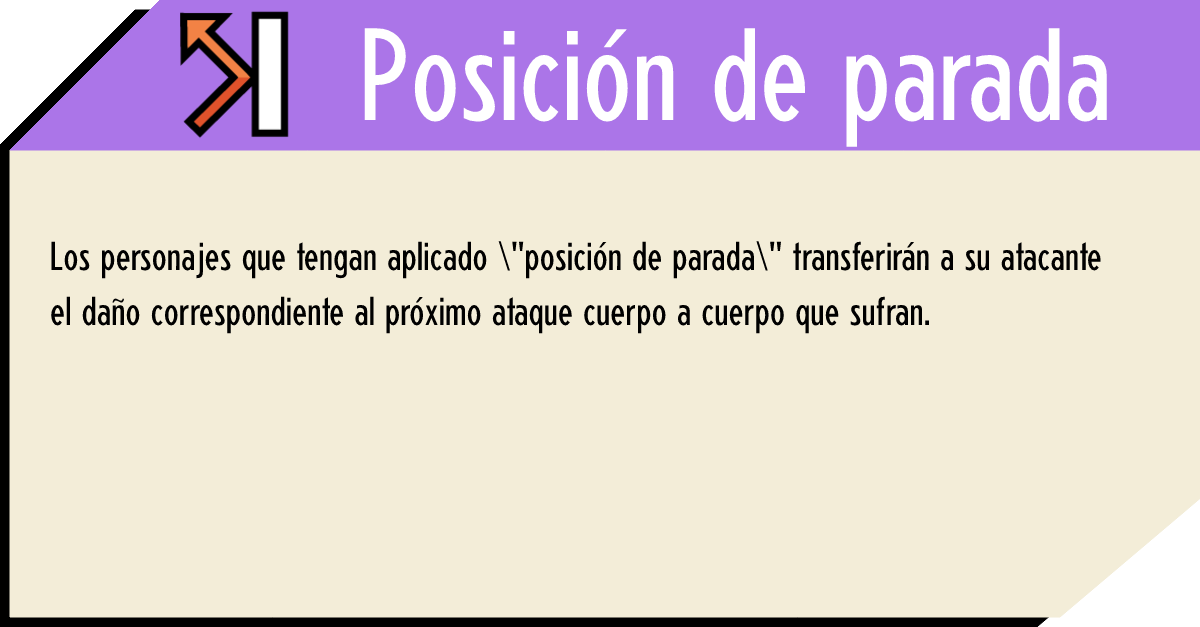 Posición de parada
Los personajes que tengan aplicado \"posición de parada\" transferirán a su atacante
el daño correspondiente al próximo ataque cuerpo a cuerpo que sufran.